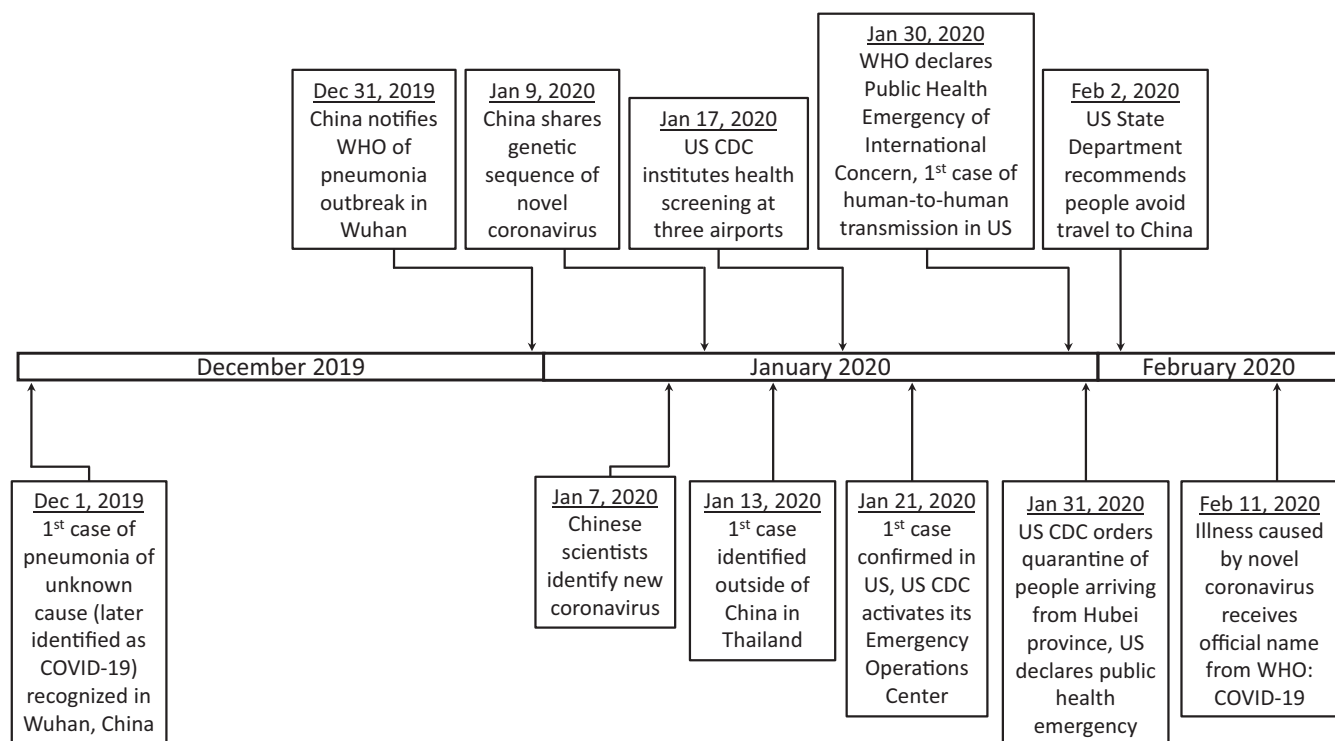 Dec 31, 2019
China notifies
WHO of
pneumonia
outbreak in
Wuhan
Jan 9, 2020
China shares
genetic
sequence of
novel
coronavirus
Jan 17, 2020
US CDC
institutes health
screening at
three airports
Jan 30, 2020
WHO declares
Public Health
Emergency of
International
Concern, 1st case of
human-to-human
transmission in US
Feb 2, 2020
US State
Department
recommends
people avoid
travel to China
December 2019
January 2020
February 2020
Dec 1, 2019
1st case of
pneumonia of
unknown
cause (later
identified as
COVID-19)
recognized in
Wuhan, China
Jan 7, 2020
Chinese
scientists
identify new
coronavirus
Jan 13, 2020
1st case
identified
outside of
China in
Thailand
Jan 21, 2020
1st case
confirmed in
US, US CDC
activates its
Emergency
Operations
Center
Jan 31, 2020
US CDC orders
quarantine of
people arriving
from Hubei
province, US
declares public
health
emergency
Feb 11, 2020
Illness caused
by novel
coronavirus
receives
official name
from WHO:
COVID-19